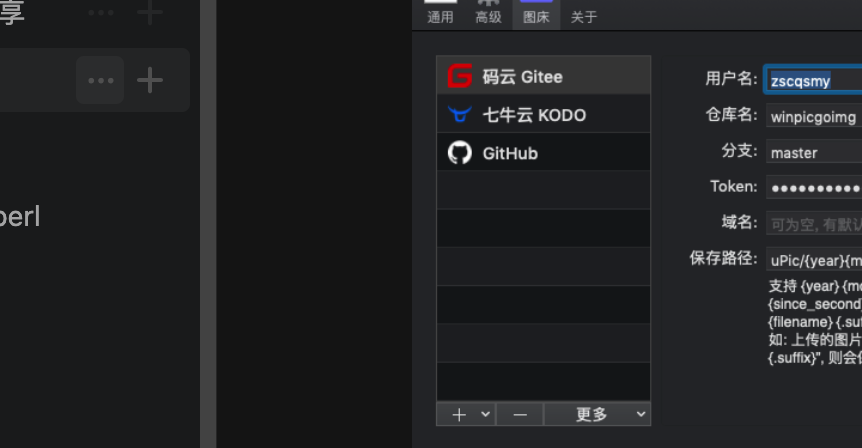 享
berl
通用 高级 图床 关于
码云 Gitee
七牛云 KODO
GitHub
更多
用户名: zscqsmy
仓库名: winpicgoimg
分支: master
Token: ●●●●●●●●●●
域名: 可为空, 有默认
保存路径: uPic/{year}{m
支持 {year} {mo
{since_second}
{filename} {.suf
如: 上传的图片
{.suffix}", 则会保